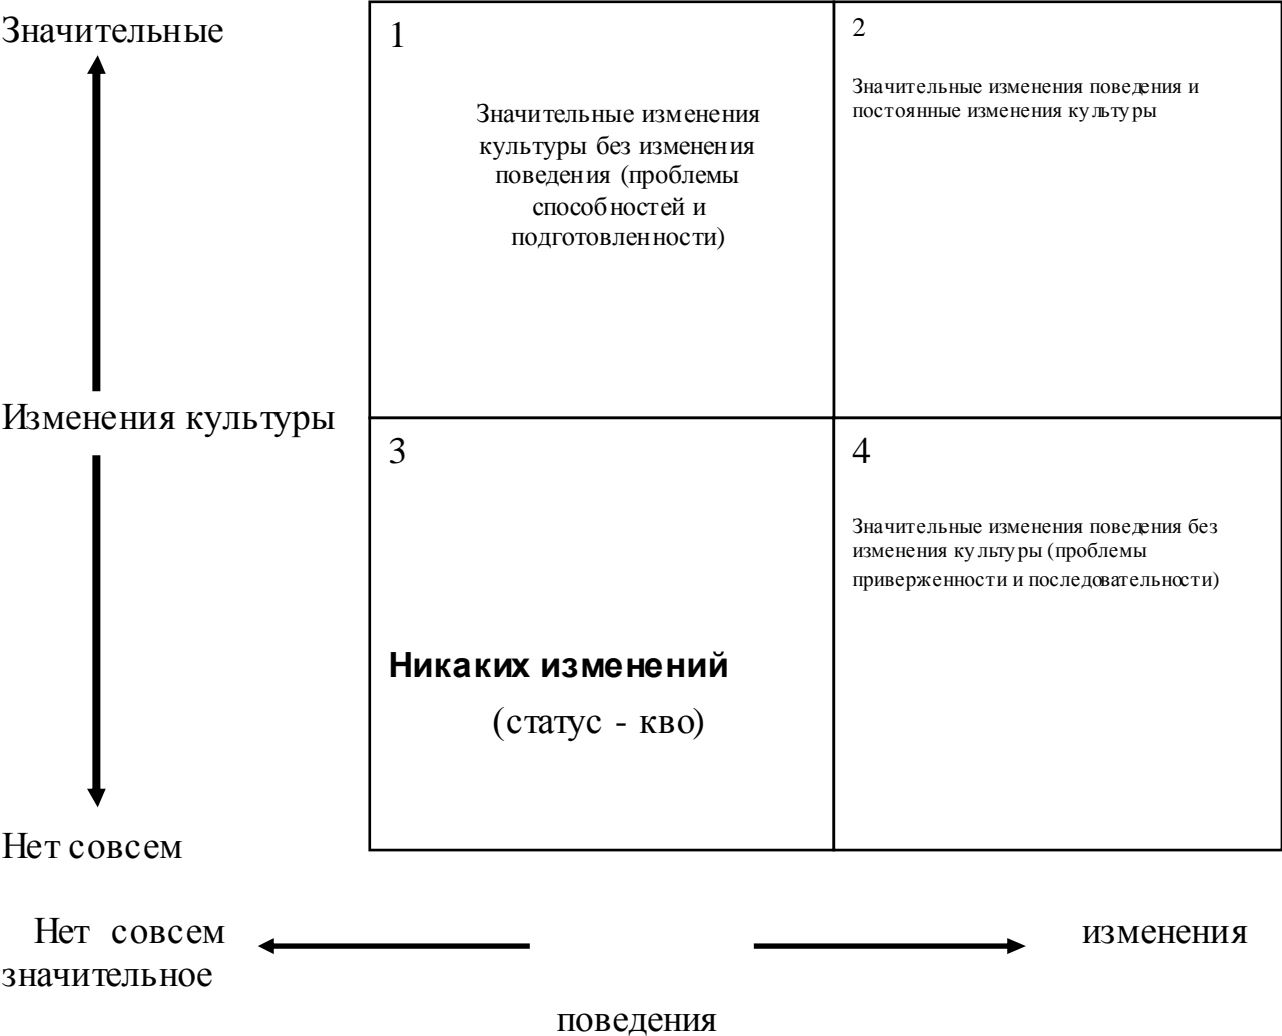 Значительные
1
Значительные изменения
культуры без изменения
поведения (проблемы
способностей и
подготовленности)
2
Значительные изменения поведения и
постоянные изменения культуры
Изменения культуры
3
Никаких изменений
(статус - кво)
4
Значительные изменения поведения без
изменения культуры (проблемы
приверженности и последовательности)
Нет совсем
Нет совсем
значительное
изменения
поведения